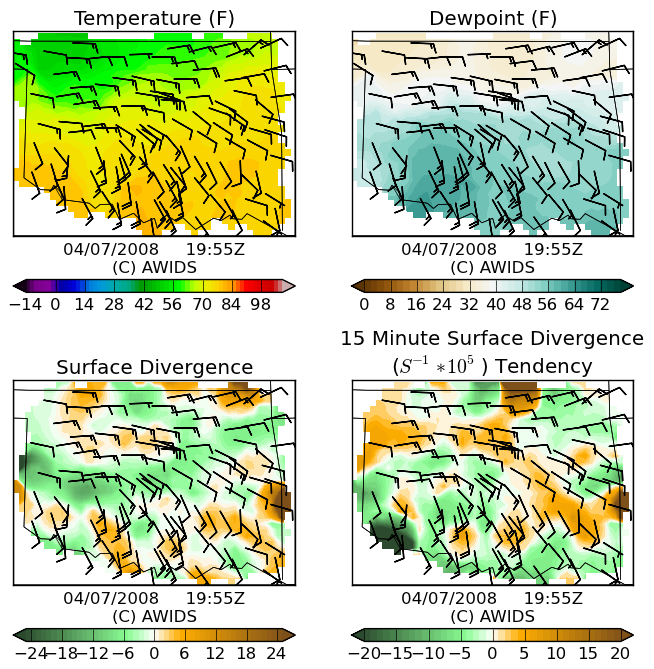 Temperature (F)
Dewpoint (F)
04/07/2008 19:55Z
(C) AWIDS
04/07/2008 19:55Z
(C) AWIDS
−14 0 14 28 42 56 70 84 98
0 8 16 24 32 40 48 56 64 72
Surface Divergence
15 Minute Surface Divergence
(S⁻¹ *10⁵ ) Tendency
04/07/2008 19:55Z
(C) AWIDS
04/07/2008 19:55Z
(C) AWIDS
−24 −18 −12 −6 0 6 12 18 24
−20 −15 −10 −5 0 5 10 15 20